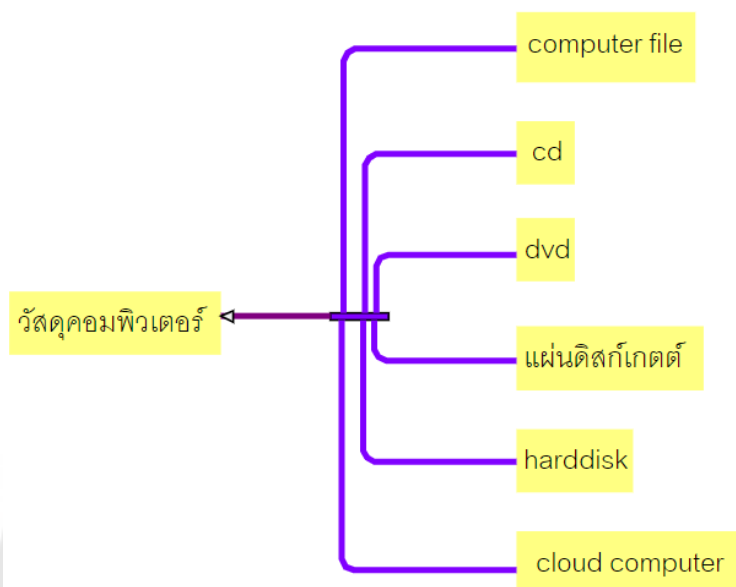 computer file
cd
dvd
วัสดุคอมพิวเตอร์
แผ่นดิสก์เกตต์
harddisk
cloud computer